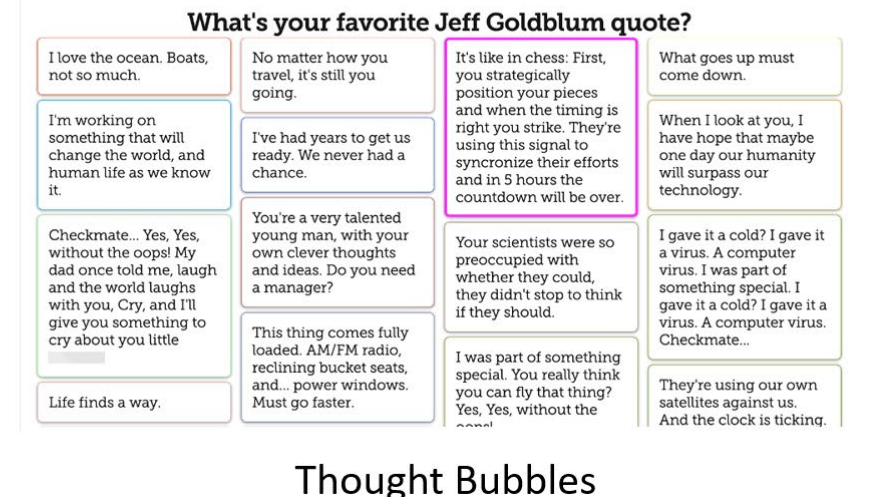 What's your favorite Jeff Goldblum quote?
I love the ocean. Boats,
not so much.
I'm working on
something that will
change the world, and
human life as we know
it.
Checkmate... Yes, Yes,
without the oops! My
dad once told me, laugh
and the world laughs
with you, Cry, and I'll
give you something to
cry about you little
Life finds a way.
No matter how you
travel, it's still you
going.
I've had years to get us
ready. We never had a
chance.
You're a very talented
young man, with your
own clever thoughts
and ideas. Do you need
a manager?
This thing comes fully
loaded. AM/FM radio,
reclining bucket seats,
and... power windows.
Must go faster.
It's like in chess: First,
you strategically
position your pieces
and when the timing is
right you strike. They're
using this signal to
syncronize their efforts
and in 5 hours the
countdown will be over.
Your scientists were so
preoccupied with
whether they could,
they didn't stop to think
if they should.
I was part of something
special. You really think
you can fly that thing?
Yes, Yes, without the
What goes up must
come down.
When I look at you, I
have hope that maybe
one day our humanity
will surpass our
technology.
I gave it a cold? I gave it
a virus. A computer
virus. I was part of
something special. I
gave it a cold? I gave it a
virus. A computer virus.
Checkmate...
They're using our own
satellites against us.
And the clock is ticking.
Thought Bubbles